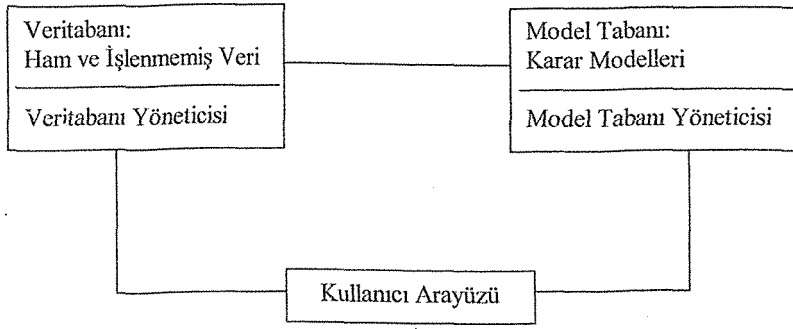 Veritabanı:
Ham ve İşlenmemiş Veri
Veritabanı Yöneticisi
Model Tabanı:
Karar Modelleri
Model Tabanı Yöneticisi
Kullanıcı Arayüzü